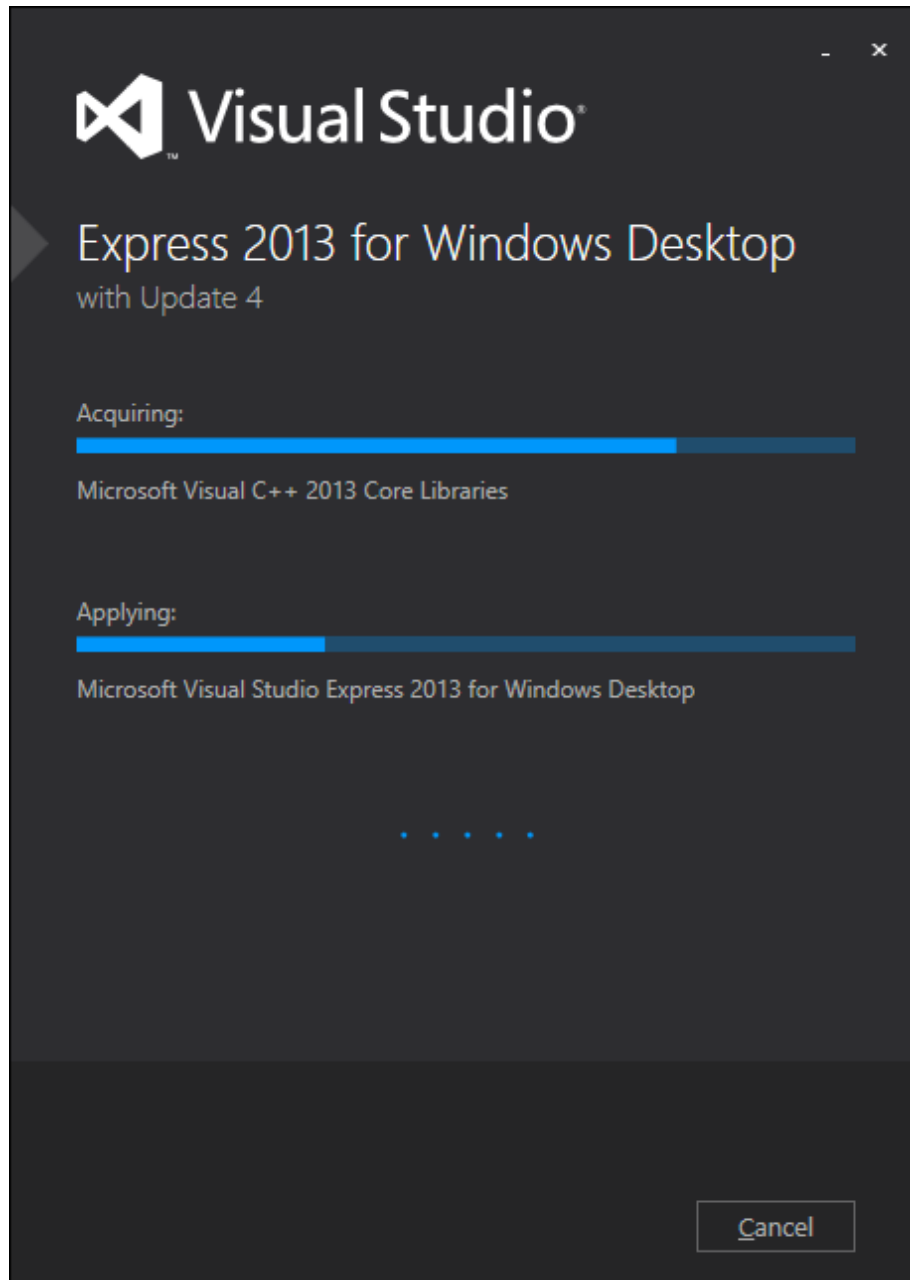 Visual Studio®
™
Express 2013 for Windows Desktop
with Update 4
Acquiring:
Microsoft Visual C++ 2013 Core Libraries
Applying:
Microsoft Visual Studio Express 2013 for Windows Desktop
Cancel